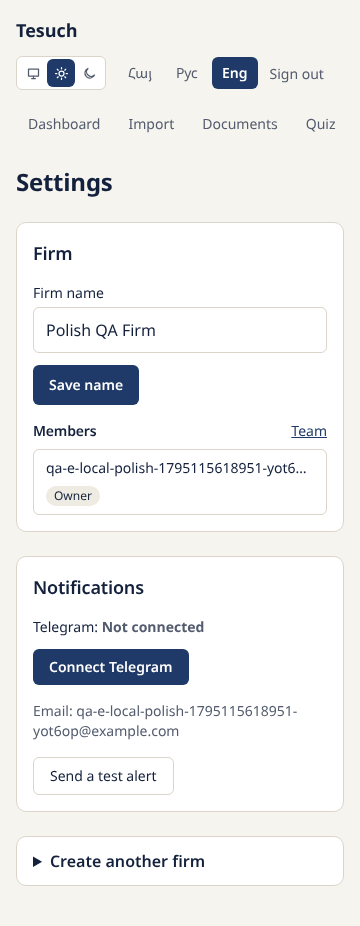 Tesuch
Հայ Рус Eng Sign out
Dashboard Import Documents Quiz
Settings
Firm
Firm name
Polish QA Firm
Save name
Members Team
qa-e-local-polish-1795115618951-yot6...
Owner
Notifications
Telegram: Not connected
Connect Telegram
Email: qa-e-local-polish-1795115618951-
yot6op@example.com
Send a test alert
Create another firm